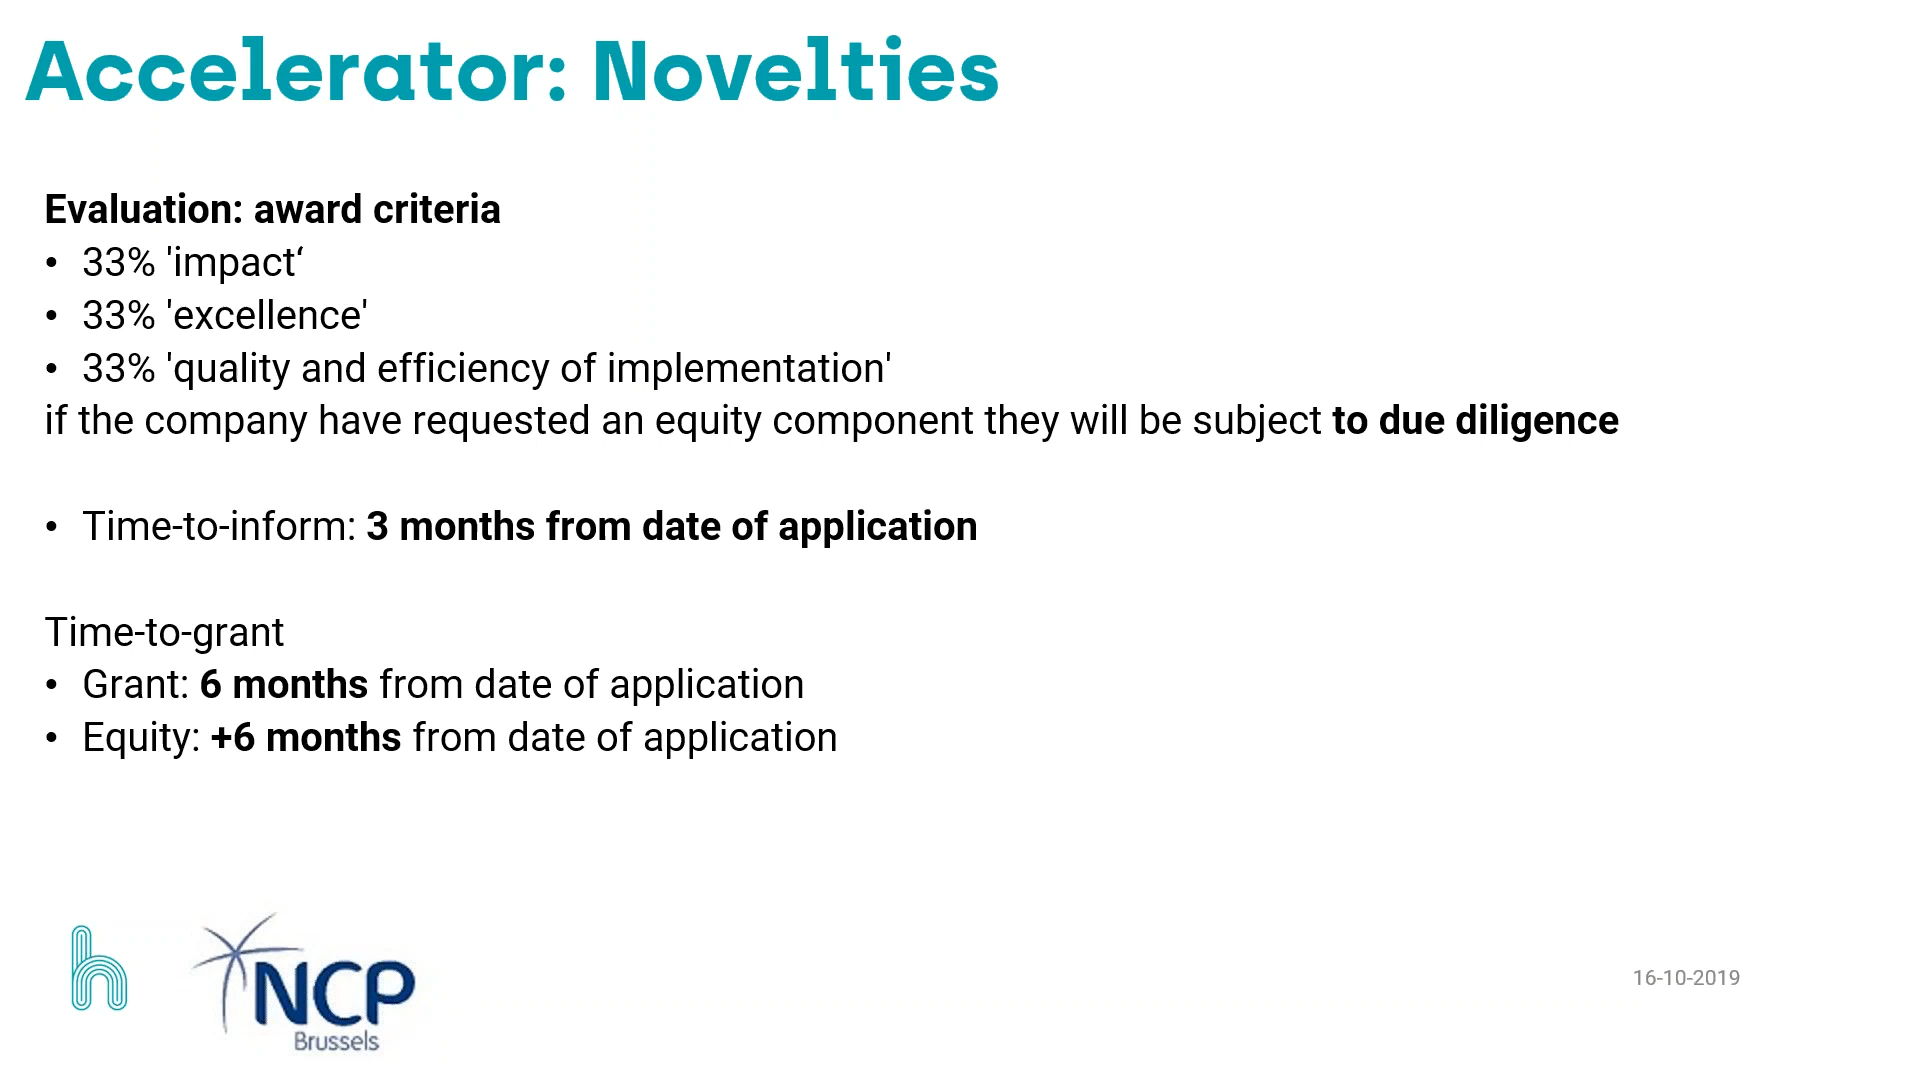 Accelerator: Novelties
Evaluation: award criteria
• 33% 'impact‘
• 33% 'excellence'
• 33% 'quality and efficiency of implementation'
if the company have requested an equity component they will be subject to due diligence
• Time-to-inform: 3 months from date of application
Time-to-grant
• Grant: 6 months from date of application
• Equity: +6 months from date of application
h
NCP
Brussels
16-10-2019